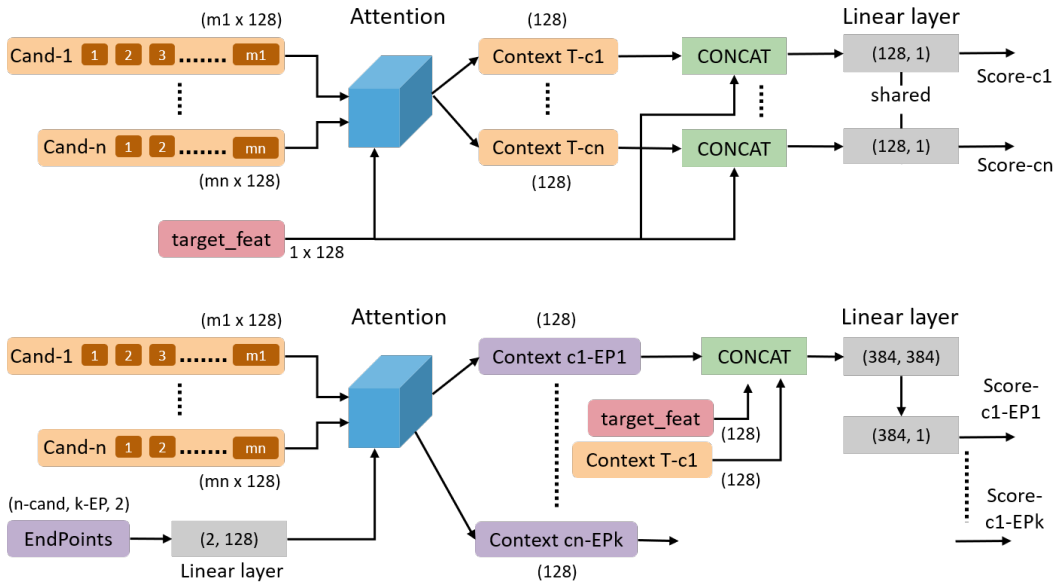 (m1 x 128)
Attention
(128)
Linear layer
Cand-1 1 2 3 ....... m1
Context T-c1
CONCAT
(128, 1)
Score-c1
shared
Cand-n 1 2 ....... mn
Context T-cn
CONCAT
(128, 1)
Score-cn
(mn x 128)
(128)
target_feat
1 x 128
(m1 x 128)
Attention
(128)
Linear layer
Cand-1 1 2 3 ....... m1
Context c1-EP1
CONCAT
(384, 384)
Score-
c1-EP1
target_feat
(128)
(384, 1)
Cand-n 1 2 ....... mn
Context T-c1
(128)
(mn x 128)
(n-cand, k-EP, 2)
Score-
c1-EPk
EndPoints
(2, 128)
Context cn-EPk
Linear layer
(128)